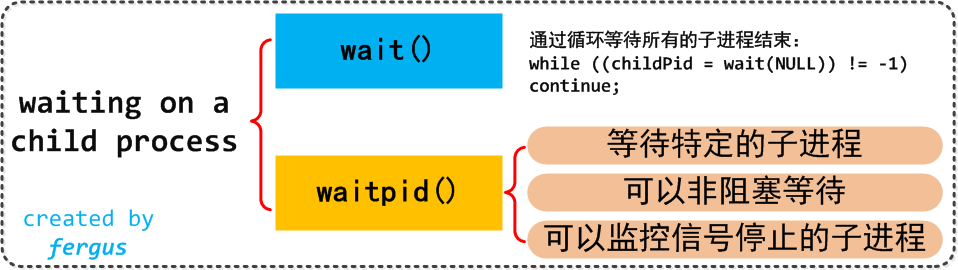 waiting on a
child process
wait()
通过循环等待所有的子进程结束：
while ((childPid = wait(NULL)) != -1)
continue;
waitpid()
等待特定的子进程
可以非阻塞等待
可以监控信号停止的子进程
created by
fergus